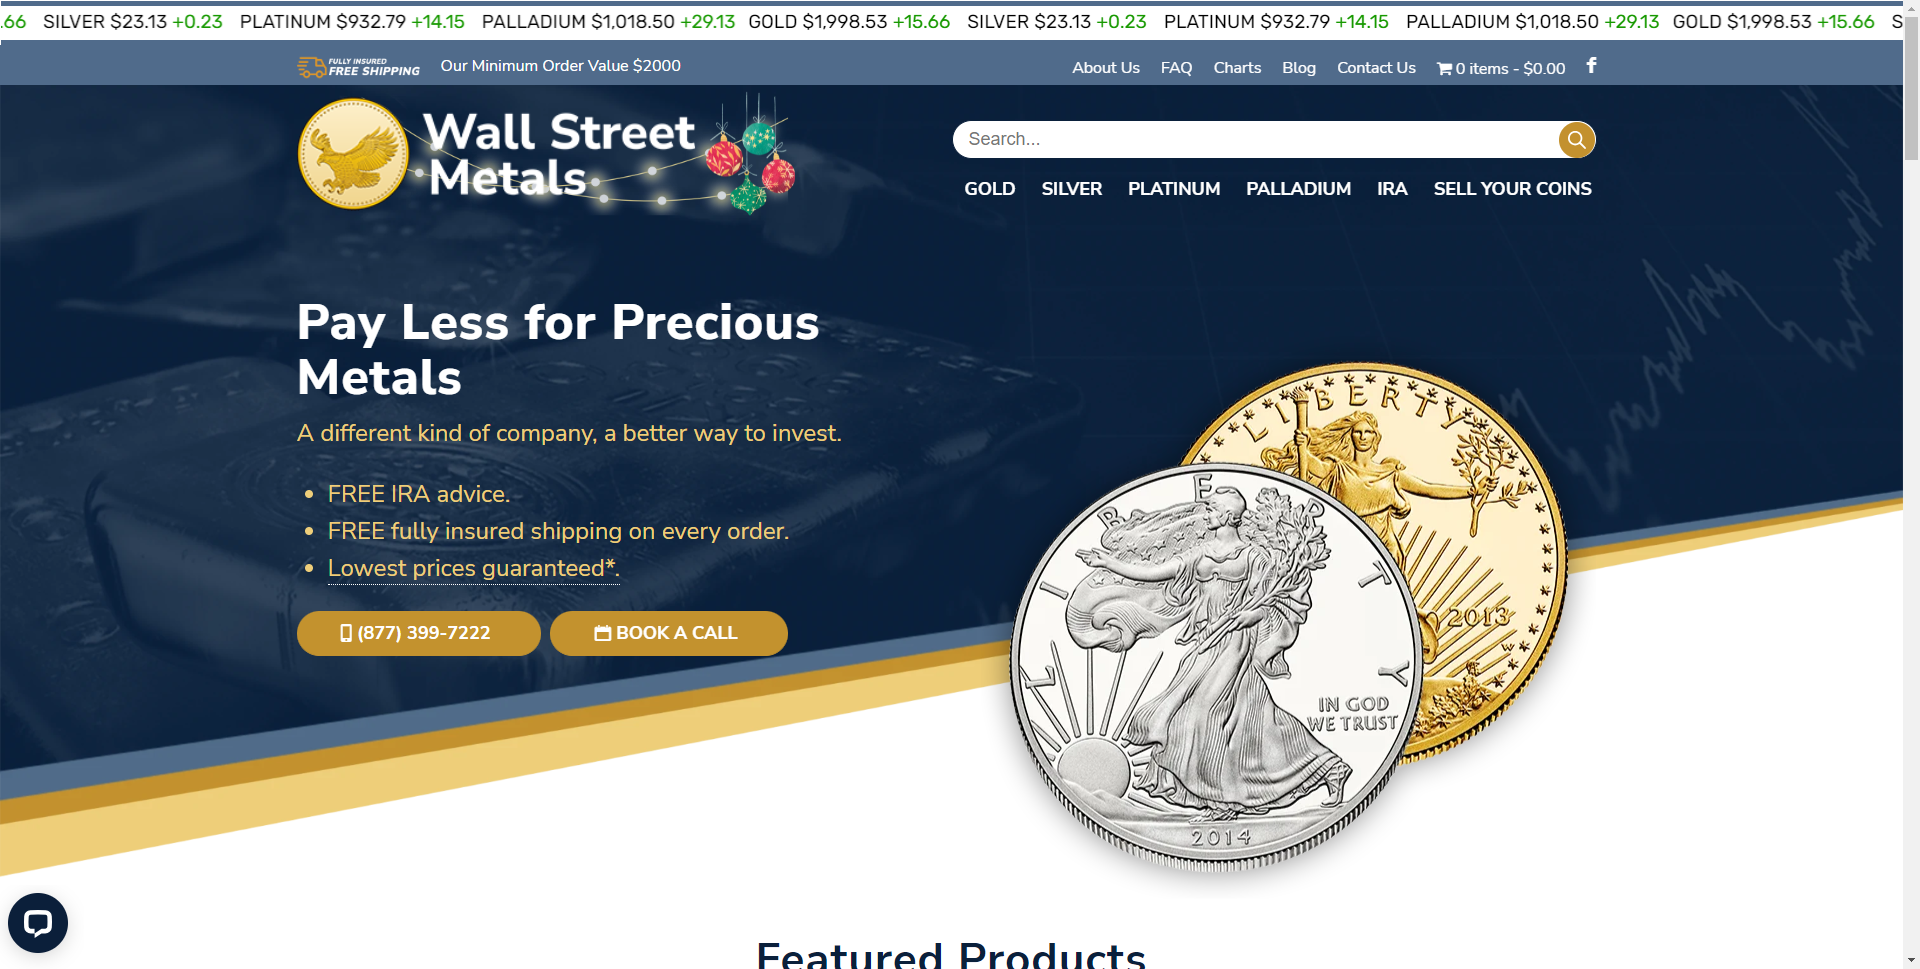 .66 SILVER $23.13 +0.23 PLATINUM $932.79 +14.15 PALLADIUM $1,018.50 +29.13 GOLD $1,998.53 +15.66 SILVER $23.13 +0.23 PLATINUM $932.79 +14.15 PALLADIUM $1,018.50 +29.13 GOLD $1,998.53 +15.66 S
FULLY INSURED
FREE SHIPPING
Our Minimum Order Value $2000
About Us FAQ Charts Blog Contact Us 0 items - $0.00
Wall Street
Metals
Search...
GOLD SILVER PLATINUM PALLADIUM IRA SELL YOUR COINS
Pay Less for Precious
Metals
A different kind of company, a better way to invest.
FREE IRA advice.
FREE fully insured shipping on every order.
Lowest prices guaranteed*.
(877) 399-7222
BOOK A CALL
LIBERTY
2013
W
LIBERTY
IN GOD
WE TRUST
2014
Featured Products